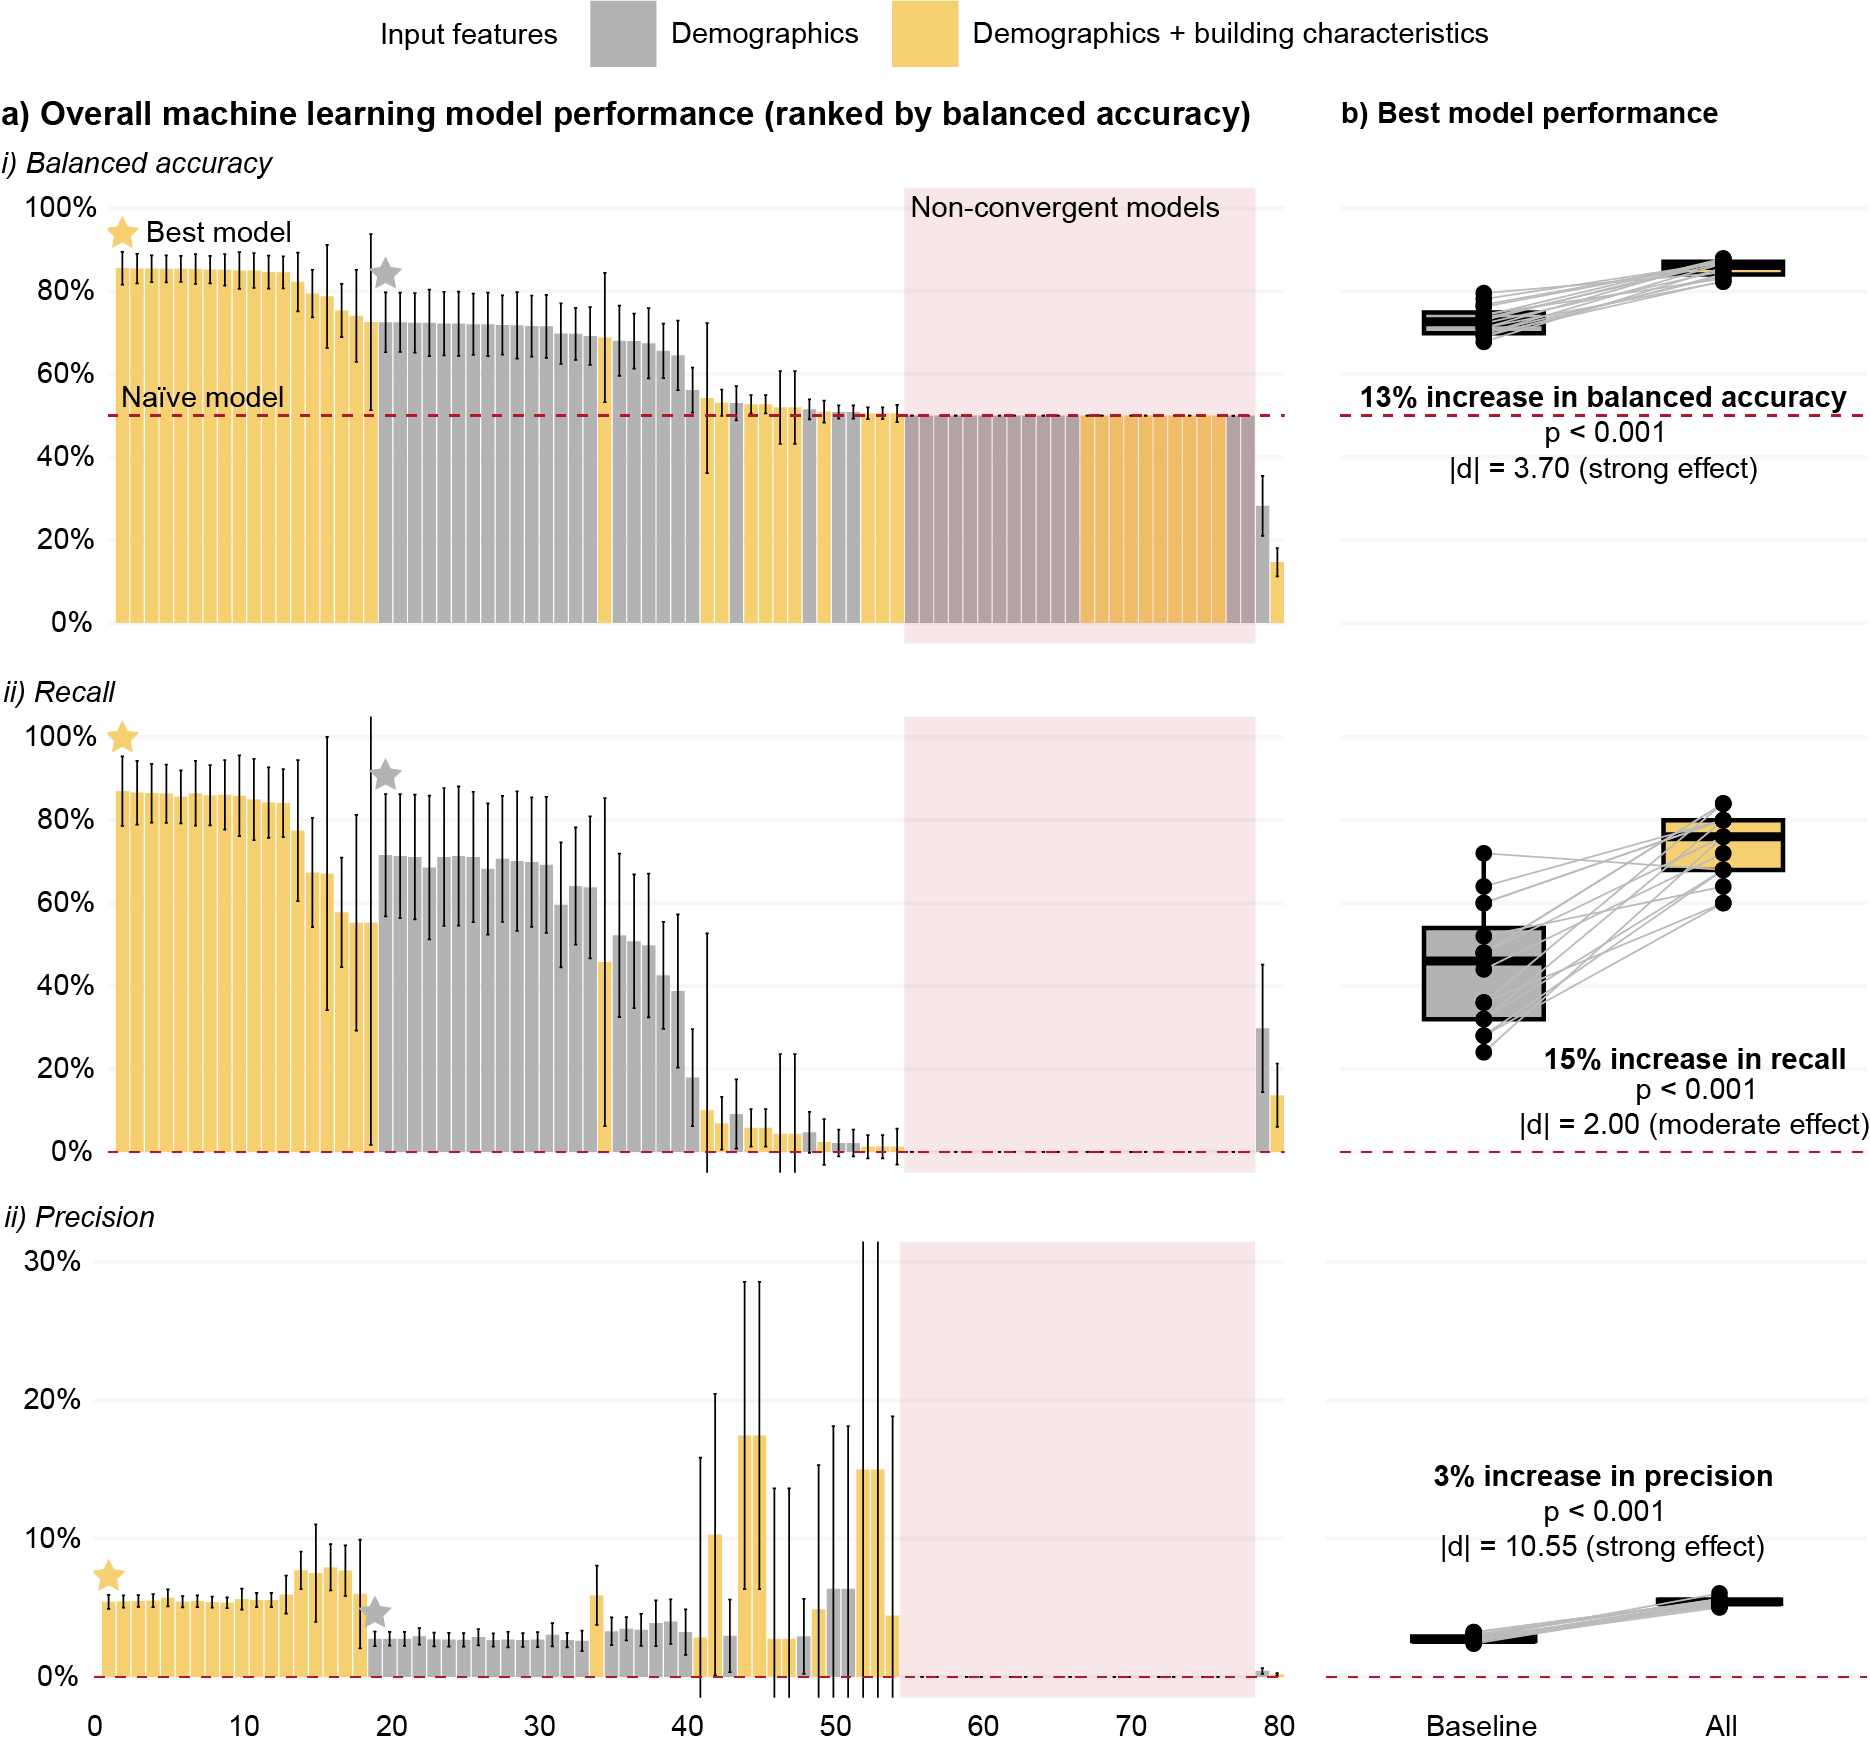 Input features
Demographics
Demographics + building characteristics
a) Overall machine learning model performance (ranked by balanced accuracy)
b) Best model performance
i) Balanced accuracy
100%
80%
60%
40%
20%
0%
Best model
Naïve model
Non-convergent models
13% increase in balanced accuracy
p < 0.001
|d| = 3.70 (strong effect)
ii) Recall
100%
80%
60%
40%
20%
0%
15% increase in recall
p < 0.001
|d| = 2.00 (moderate effect)
ii) Precision
30%
20%
10%
0%
3% increase in precision
p < 0.001
|d| = 10.55 (strong effect)
0 10 20 30 40 50 60 70 80
Baseline All